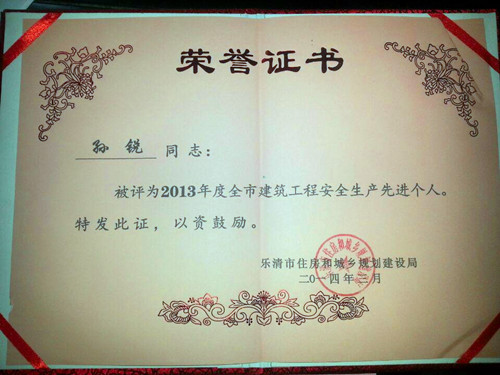 荣誉证书
孙锐 同志：
被评为2013年度全市建筑工程安全生产先进个人。
特发此证，以资鼓励。
乐清市住房和城乡规划建设局
二〇一四年三月